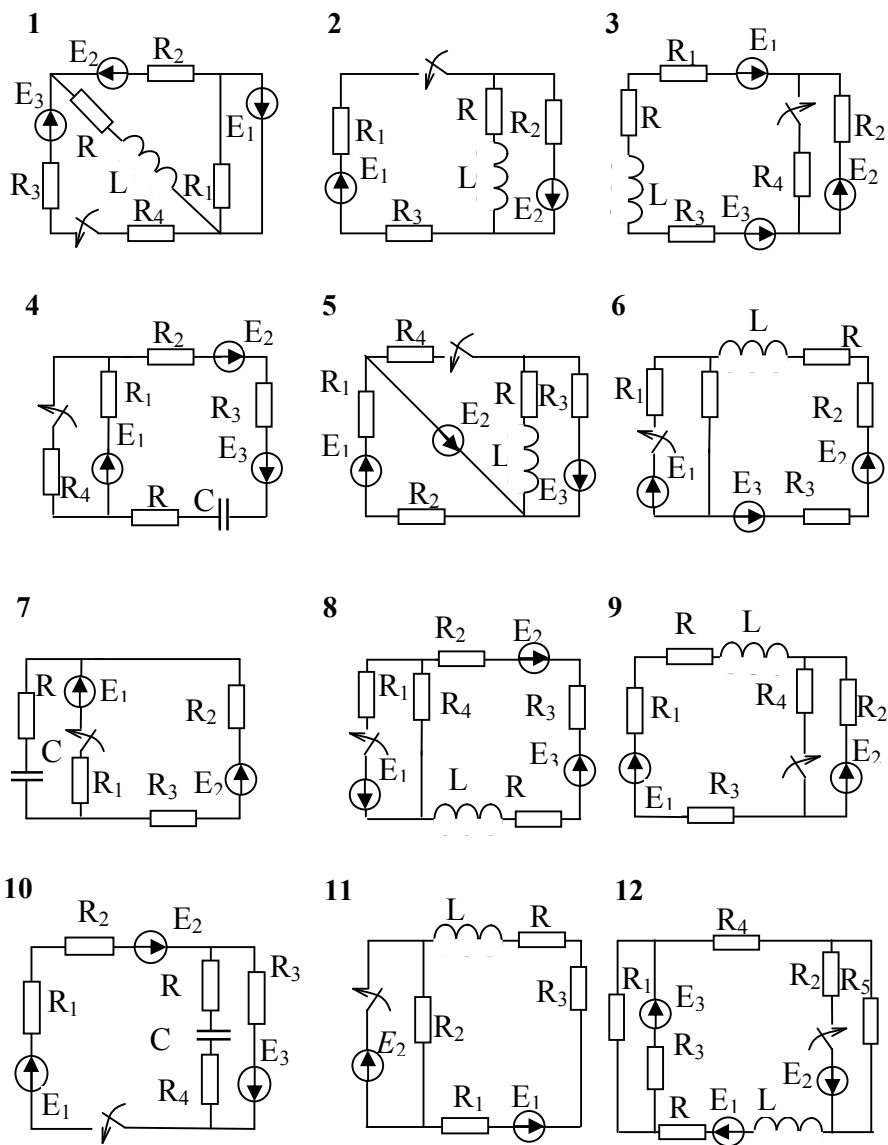 1 2 3
E₂ R₂ R₁ E₁
E₃ E₁ R R₂ R R₂
R R₁
R₃ L R₁ E₁ L E₂ L R₄ E₂
R₄ R₃ R₃ E₃
4 5 6
R₂ E₂ R₄ L R
R₁ R₃ R₁ E₂ R R₃ R₁ R₂
E₁ E₃ E₁ L E₃ E₁ E₂
R₄ R C R₂ E₃ R₃
7 8 9
R₂ E₂ R L
R E₁ R₂ R₁ R₄ R₃ R₁ R₄ R₂
C R₁ R₃ E₂ E₁ L R E₃ E₁ R₃ E₂
10 11 12
R₂ E₂ L R R₄
R₁ R R₃ R₂ R₃ R₁ E₃ R₂ R₅
C E₂ R₃
E₁ R₄ E₃ R₁ E₁ R E₁ L E₂